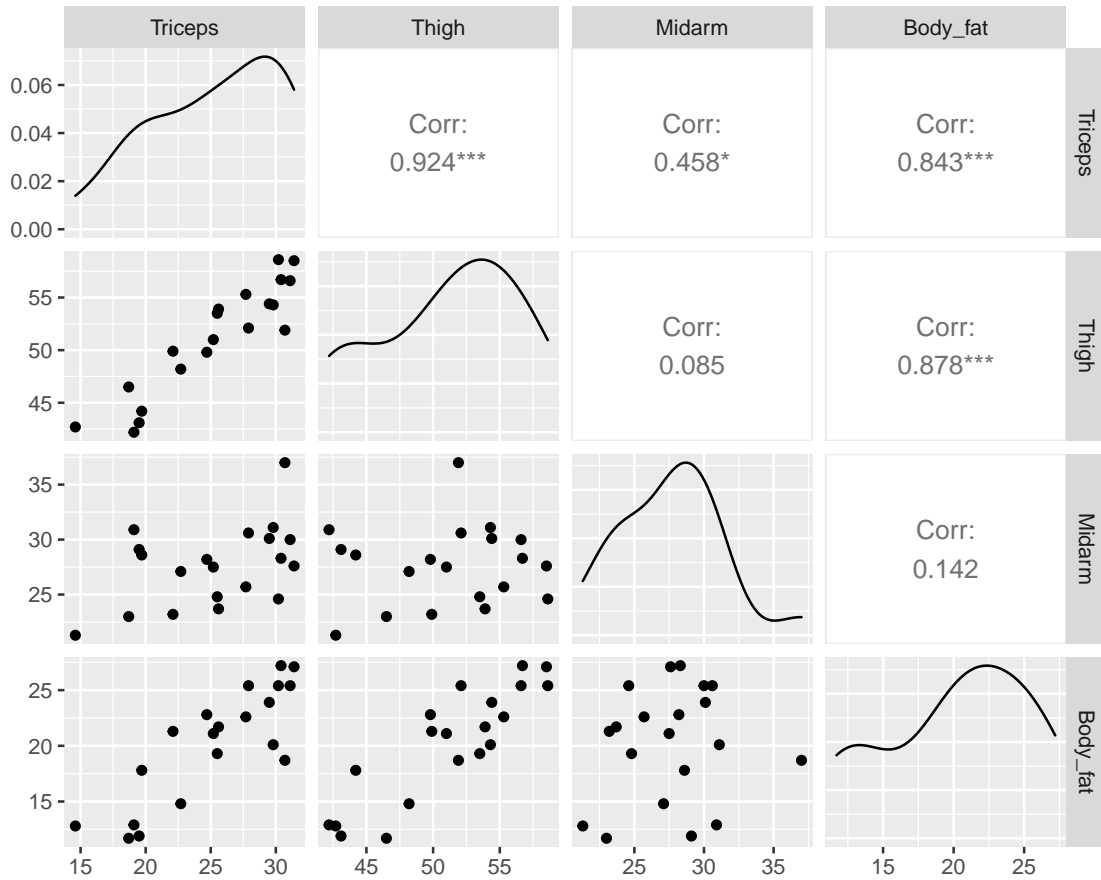 Triceps Thigh Midarm Body_fat
0.06
0.04
0.02
0.00
Corr:
0.924***
Corr:
0.458*
Corr:
0.843***
Triceps
55
50
45
Corr:
0.085
Corr:
0.878***
Thigh
35
30
25
Corr:
0.142
Midarm
25
20
15
Body_fat
15 20 25 30 45 50 55 25 30 35 15 20 25